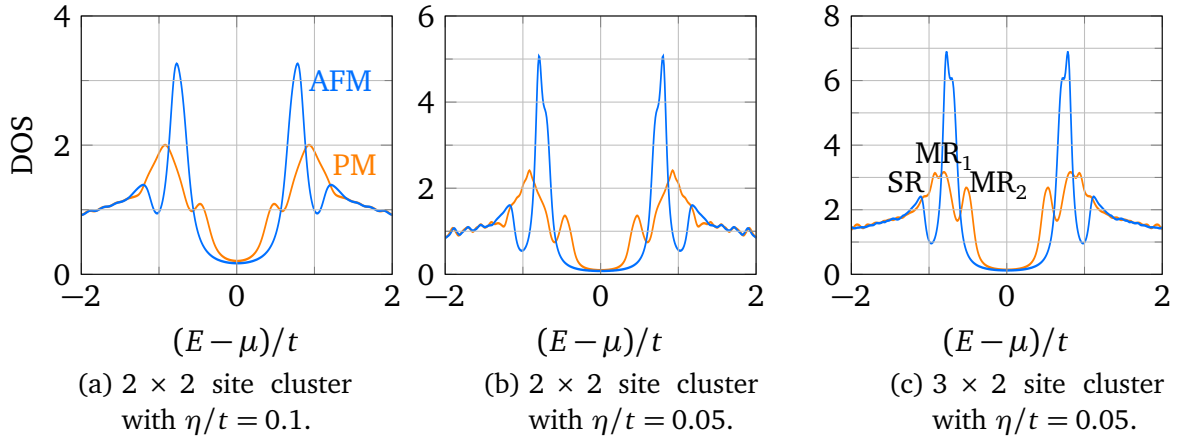 DOS
4
2
0
−2
0
2
AFM
PM
(E − μ)/t
(a) 2 × 2 site cluster
with η/t = 0.1.
6
4
2
0
−2
0
2
(E − μ)/t
(b) 2 × 2 site cluster
with η/t = 0.05.
8
6
4
2
0
−2
0
2
MR₁
SR
MR₂
(E − μ)/t
(c) 3 × 2 site cluster
with η/t = 0.05.